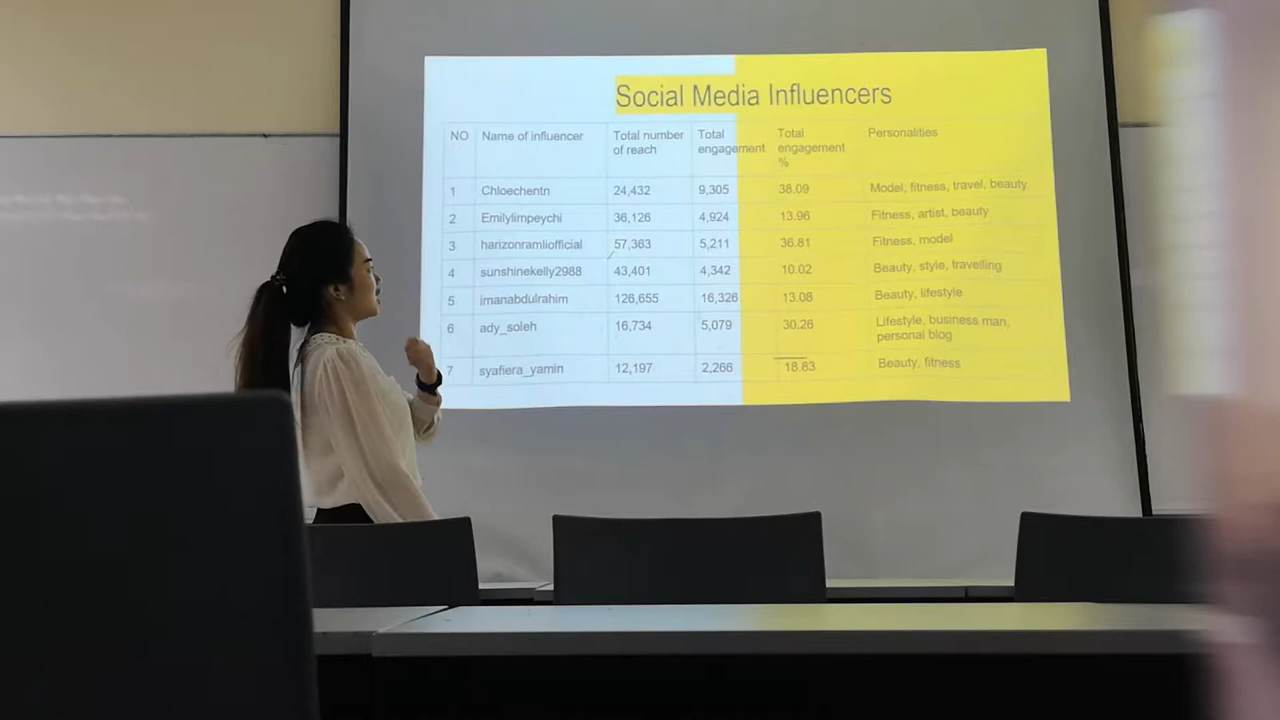 Social Media Influencers
NO Name of influencer Total number of reach Total engagement Total engagement % Personalities
1 Chloechentn 24,432 9,305 38.09 Model, fitness, travel, beauty
2 Emilylimpeychi 36,126 4,924 13.96 Fitness, artist, beauty
3 harizonramliofficial 57,363 5,211 36.81 Fitness, model
4 sunshinekelly2988 43,401 4,342 10.02 Beauty, style, travelling
5 imanabdulrahim 126,655 16,326 13.08 Beauty, lifestyle
6 ady_soleh 16,734 5,079 30.26 Lifestyle, business man, personal blog
7 syafiera_yamin 12,197 2,266 18.83 Beauty, fitness